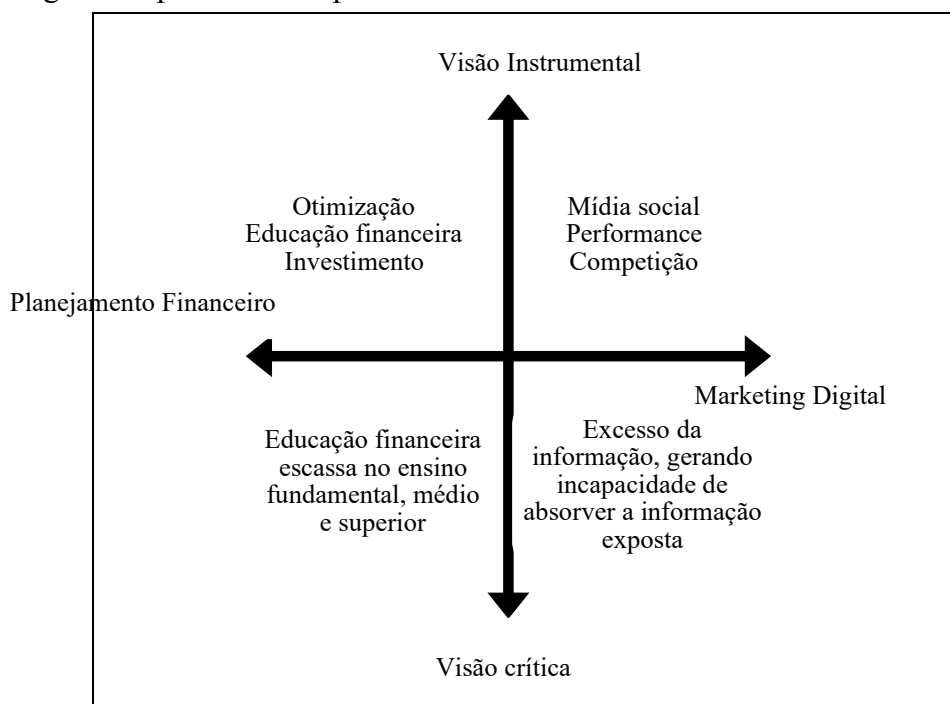 Visão Instrumental
Otimização
Educação financeira
Investimento
Mídia social
Performance
Competição
Planejamento Financeiro
Marketing Digital
Educação financeira
escassa no ensino
fundamental, médio
e superior
Excesso da
informação, gerando
incapacidade de
absorver a informação
exposta
Visão crítica